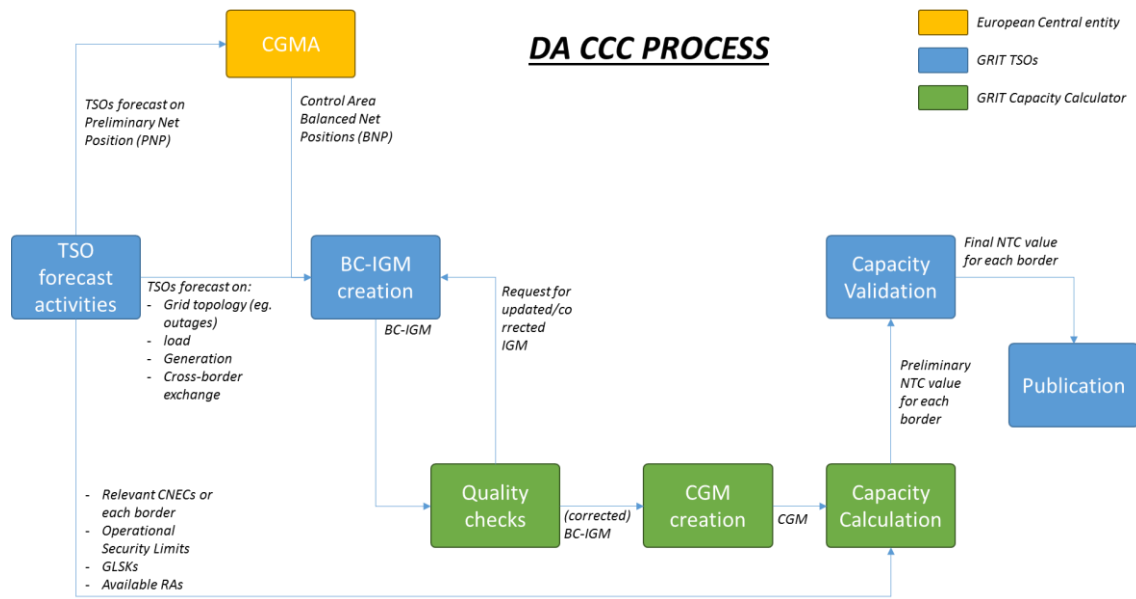 CGMA
DA CCC PROCESS
European Central entity
GRIT TSOs
GRIT Capacity Calculator
TSOs forecast on
Preliminary Net
Position (PNP)
Control Area
Balanced Net
Positions (BNP)
TSO
forecast
activities
TSOs forecast on:
- Grid topology (eg.
outages)
- load
- Generation
- Cross-border
exchange
BC-IGM
creation
BC-IGM
Request for
updated/co
rrected
IGM
Capacity
Validation
Final NTC value
for each border
Preliminary
NTC value
for each
border
Publication
- Relevant CNECs or
each border
- Operational
Security Limits
- GLSKs
- Available RAs
Quality
checks
(corrected)
BC-IGM
CGM
creation
CGM
Capacity
Calculation